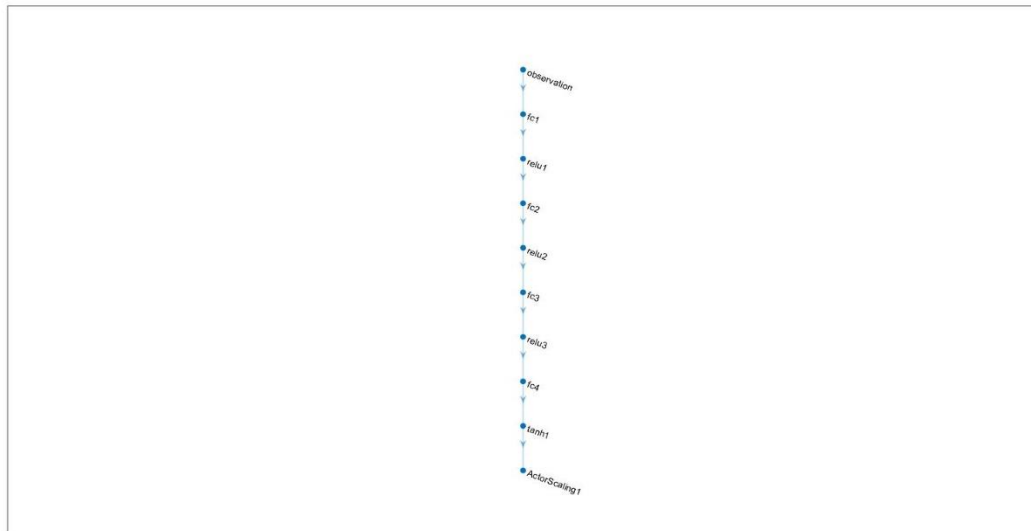 observation
fc1
relu1
fc2
relu2
fc3
relu3
fc4
tanh1
ActorScaling1